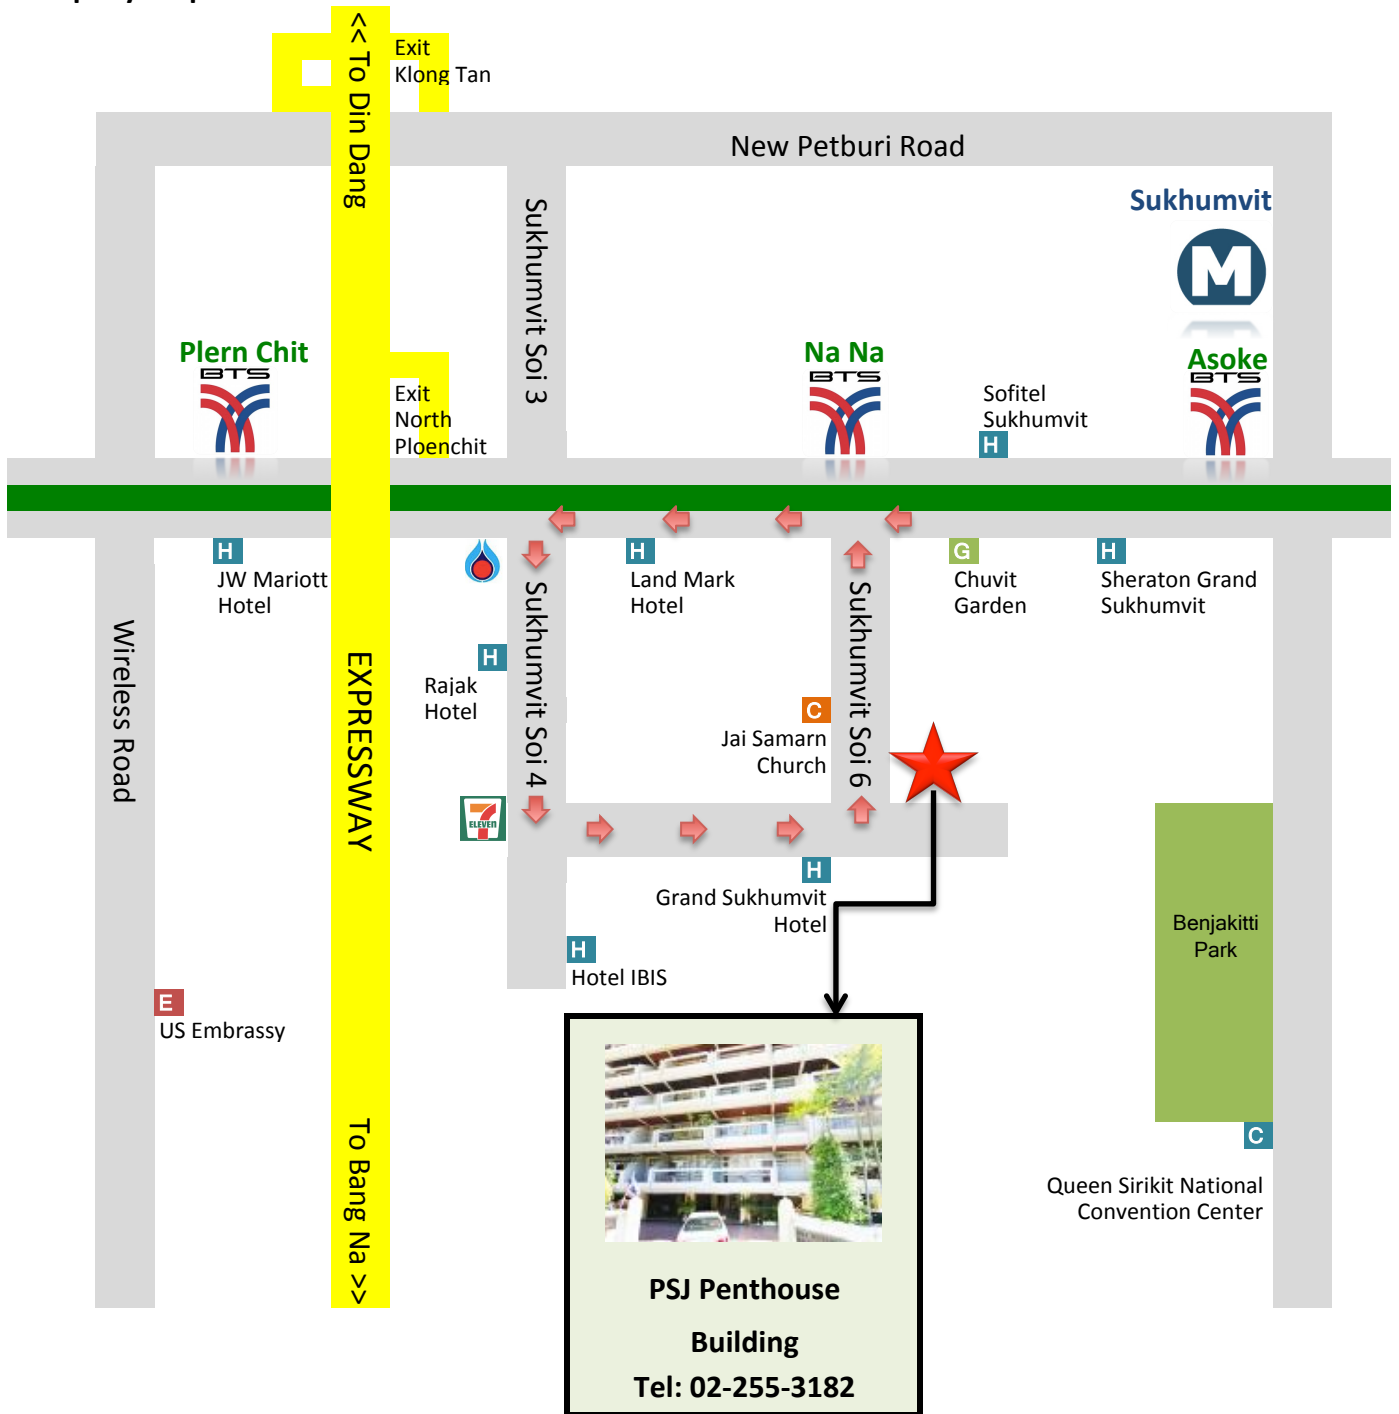 << To Din Dang
Exit
Klong Tan
New Petburi Road
Sukhumvit
M
Sukhumvit Soi 3
Plern Chit
BTS
Na Na
BTS
Asoke
BTS
Exit
North
Ploenchit
Sofitel
Sukhumvit
H
H
JW Mariott
Hotel
H
Land Mark
Hotel
G
Chuvit
Garden
H
Sheraton Grand
Sukhumvit
Wireless Road
EXPRESSWAY
H
Rajak
Hotel
Sukhumvit Soi 4
Sukhumvit Soi 6
C
Jai Samarn
Church
7
ELEVEN
H
Grand Sukhumvit
Hotel
H
Hotel IBIS
Benjakitti
Park
E
US Embrassy
To Bang Na >>
C
Queen Sirikit National
Convention Center
PSJ Penthouse
Building
Tel: 02-255-3182